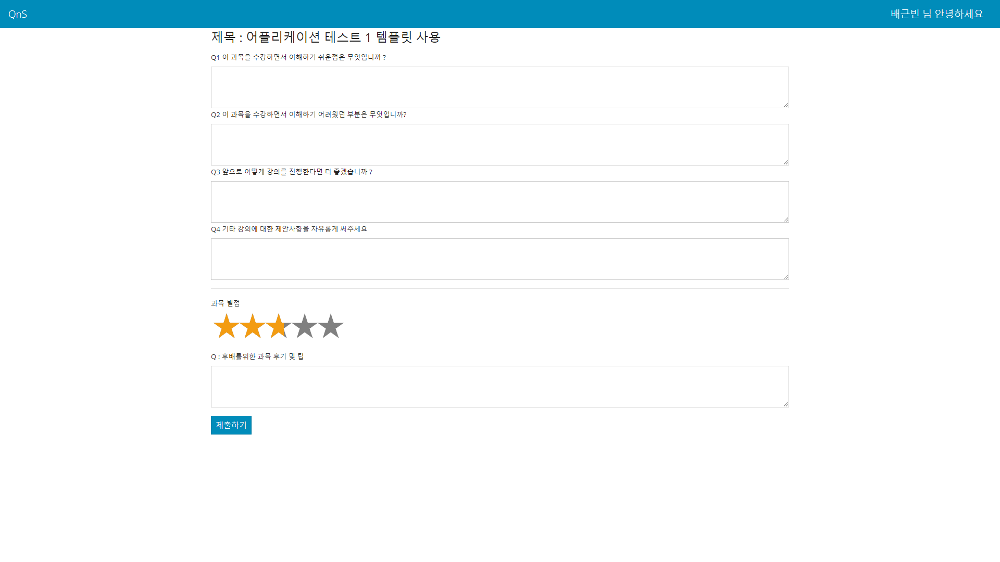 QnS
배근빈 님 안녕하세요
제목 : 어플리케이션 테스트 1 템플릿 사용
Q1 이 과목을 수강하면서 이해하기 쉬운점은 무엇입니까 ?
Q2 이 과목을 수강하면서 이해하기 어려웠던 부분은 무엇입니까?
Q3 앞으로 어떻게 강의를 진행한다면 더 좋겠습니까 ?
Q4 기타 강의에 대한 제안사항을 자유롭게 써주세요
과목 별점
Q : 후배를위한 과목 후기 및 팁
제출하기